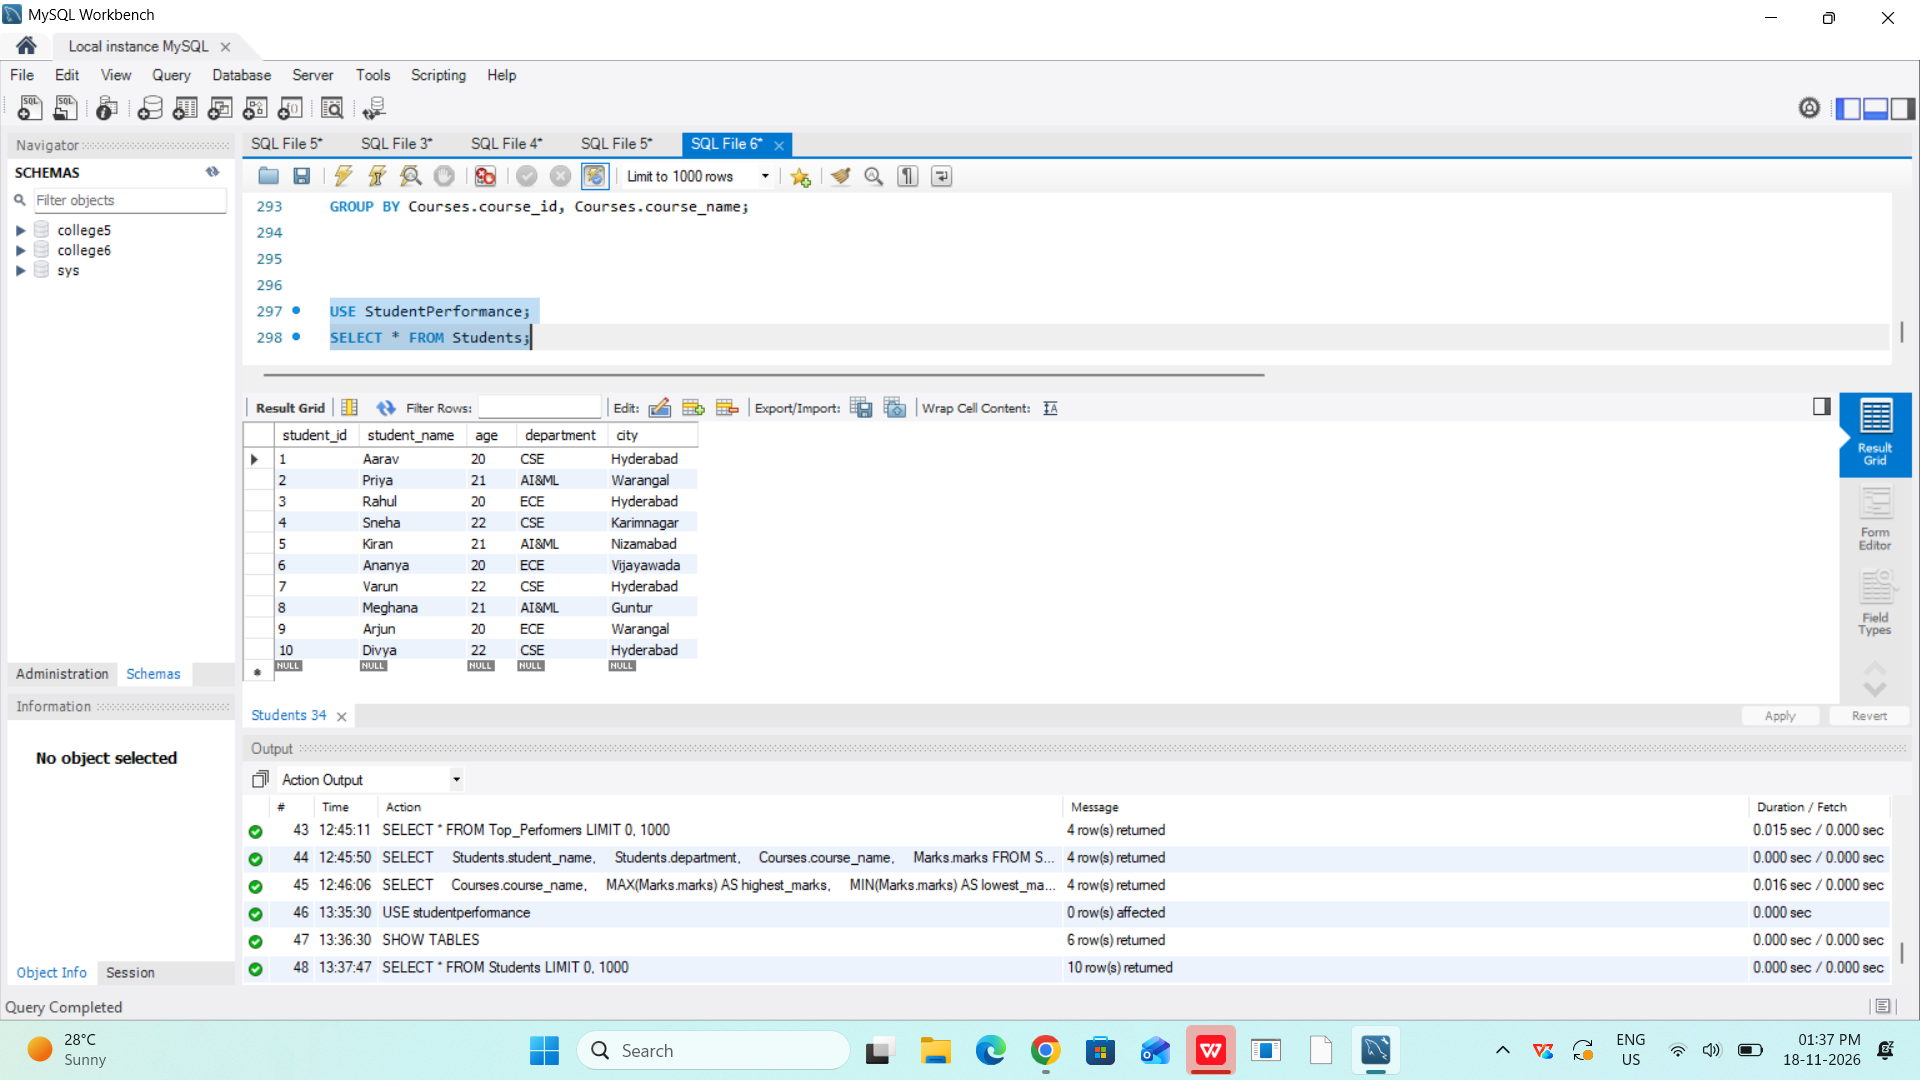 MySQL Workbench
Local instance MySQL
File Edit View Query Database Server Tools Scripting Help
Navigator
SCHEMAS
Filter objects
college5
college6
sys
Administration Schemas
Information
No object selected
Object Info Session
SQL File 5* SQL File 3* SQL File 4* SQL File 5* SQL File 6*
Limit to 1000 rows
293 GROUP BY Courses.course_id, Courses.course_name;
294
295
296
297 USE StudentPerformance;
298 SELECT * FROM Students;
Result Grid Filter Rows: Edit: Export/Import: Wrap Cell Content:
student_id student_name age department city
1 Aarav 20 CSE Hyderabad
2 Priya 21 AI&ML Warangal
3 Rahul 20 ECE Hyderabad
4 Sneha 22 CSE Karimnagar
5 Kiran 21 AI&ML Nizamabad
6 Ananya 20 ECE Vijayawada
7 Varun 22 CSE Hyderabad
8 Meghana 21 AI&ML Guntur
9 Arjun 20 ECE Warangal
10 Divya 22 CSE Hyderabad
NULL NULL NULL NULL NULL
Result Grid
Form Editor
Field Types
Students 34
Apply Revert
Output
Action Output
# Time Action Message Duration / Fetch
43 12:45:11 SELECT * FROM Top_Performers LIMIT 0, 1000 4 row(s) returned 0.015 sec / 0.000 sec
44 12:45:50 SELECT Students.student_name, Students.department, Courses.course_name, Marks.marks FROM S... 4 row(s) returned 0.000 sec / 0.000 sec
45 12:46:06 SELECT Courses.course_name, MAX(Marks.marks) AS highest_marks, MIN(Marks.marks) AS lowest_ma... 4 row(s) returned 0.016 sec / 0.000 sec
46 13:35:30 USE studentperformance 0 row(s) affected 0.000 sec
47 13:36:30 SHOW TABLES 6 row(s) returned 0.000 sec / 0.000 sec
48 13:37:47 SELECT * FROM Students LIMIT 0, 1000 10 row(s) returned 0.000 sec / 0.000 sec
Query Completed
28°C
Sunny
Search
ENG
US
01:37 PM
18-11-2026